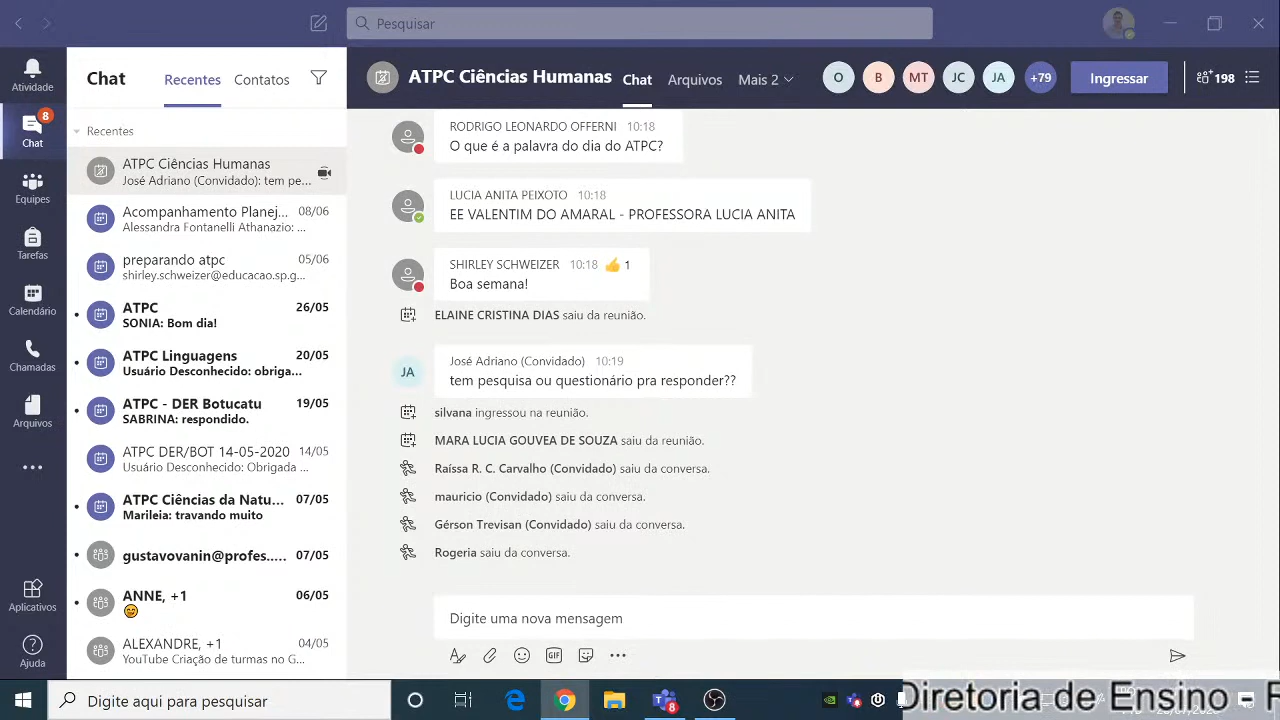 Pesquisar
Atividade
8
Chat
Equipes
Tarefas
Calendário
Chamadas
Arquivos
Aplicativos
Ajuda
Chat
Recentes
Contatos
Recentes
ATPC Ciências Humanas
José Adriano (Convidado): tem pe...
Acompanhamento Planej... 08/06
Alessandra Fontanelli Athanazio: ...
preparando atpc 05/06
shirley.schweizer@educacao.sp.g...
ATPC 26/05
SONIA: Bom dia!
ATPC Linguagens 20/05
Usuário Desconhecido: obriga...
ATPC - DER Botucatu 19/05
SABRINA: respondido.
ATPC DER/BOT 14-05-2020 14/05
Usuário Desconhecido: Obrigada ...
ATPC Ciências da Natu... 07/05
Marileia: travando muito
gustavovanin@profes..... 07/05
ANNE, +1 06/05
ALEXANDRE, +1 04/05
YouTube Criação de turmas no G...
ATPC Ciências Humanas Chat Arquivos Mais 2 O B MT JC JA +79 Ingressar 198
RODRIGO LEONARDO OFFERNI 10:18
O que é a palavra do dia do ATPC?
LUCIA ANITA PEIXOTO 10:18
EE VALENTIM DO AMARAL - PROFESSORA LUCIA ANITA
SHIRLEY SCHWEIZER 10:18 1
Boa semana!
ELAINE CRISTINA DIAS saiu da reunião.
JA
José Adriano (Convidado) 10:19
tem pesquisa ou questionário pra responder??
silvana ingressou na reunião.
MARA LUCIA GOUVEA DE SOUZA saiu da reunião.
Raíssa R. C. Carvalho (Convidado) saiu da conversa.
mauricio (Convidado) saiu da conversa.
Gérson Trevisan (Convidado) saiu da conversa.
Rogeria saiu da conversa.
Digite uma nova mensagem
GIF
Digite aqui para pesquisar
8
Diretoria de Ensino - F